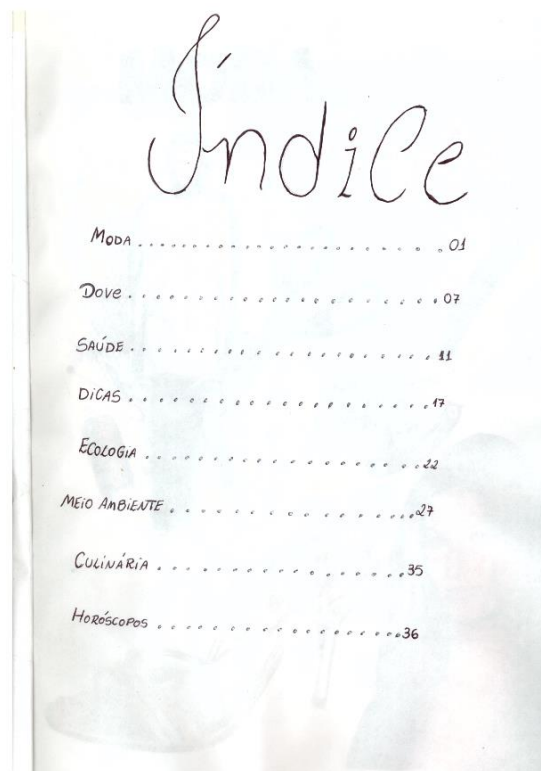 Índice
Moda .......................... 01
Dove .......................... 07
SAÚDE .......................... 11
DiCAS .......................... 17
Ecologia .......................... 22
MEiO AMBiENTE .......................... 27
Culinária .......................... 35
Horóscopos .......................... 36